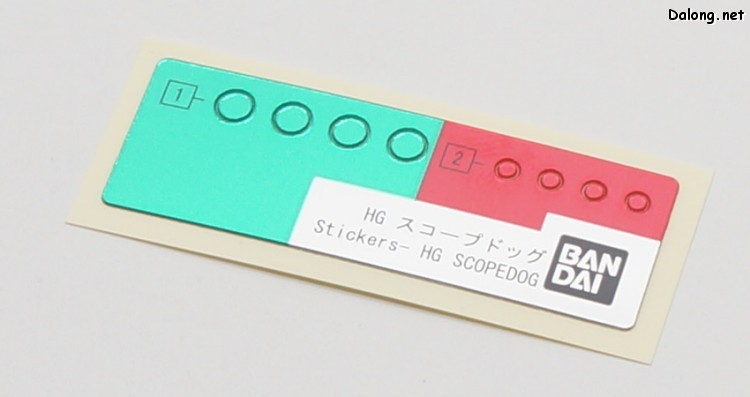 Dalong.net
1
2
HG スコープドッグ
Stickers- HG SCOPEDOG
BAN
DAI